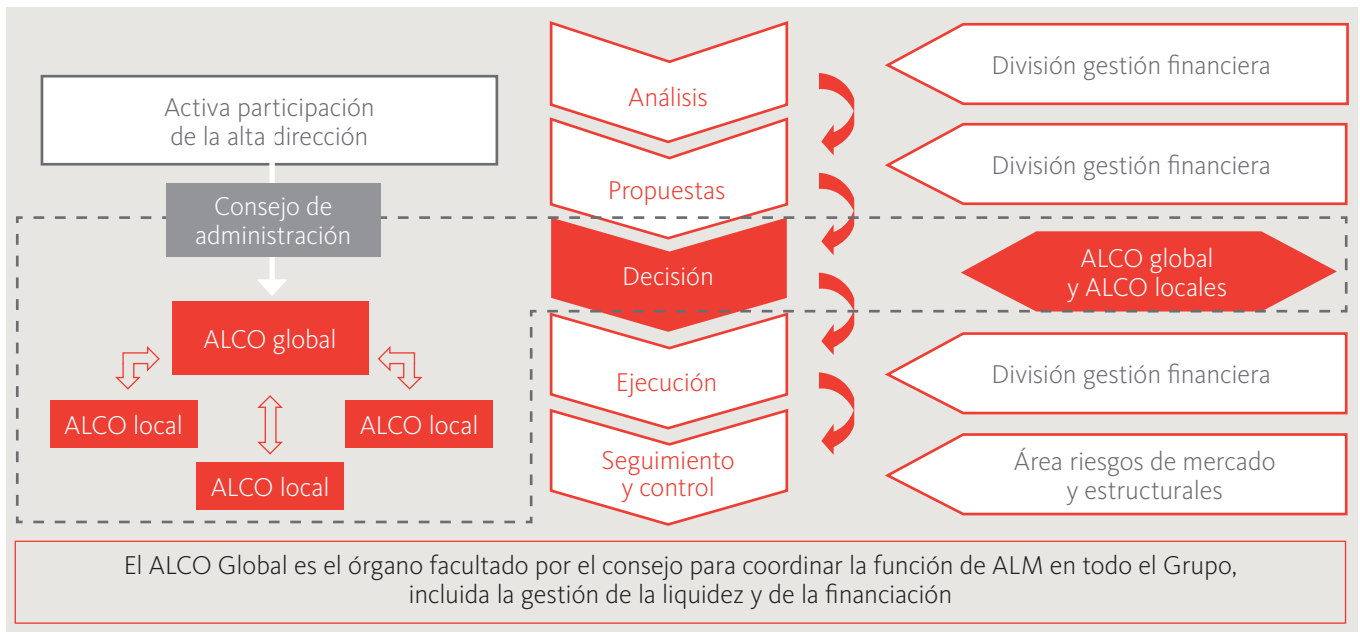 Activa participación
de la alta dirección
Consejo de
administración
ALCO global
ALCO local
ALCO local
ALCO local
Análisis
Propuestas
Decisión
Ejecución
Seguimiento
y control
División gestión financiera
División gestión financiera
ALCO global
y ALCO locales
División gestión financiera
Área riesgos de mercado
y estructurales
El ALCO Global es el órgano facultado por el consejo para coordinar la función de ALM en todo el Grupo,
incluida la gestión de la liquidez y de la financiación